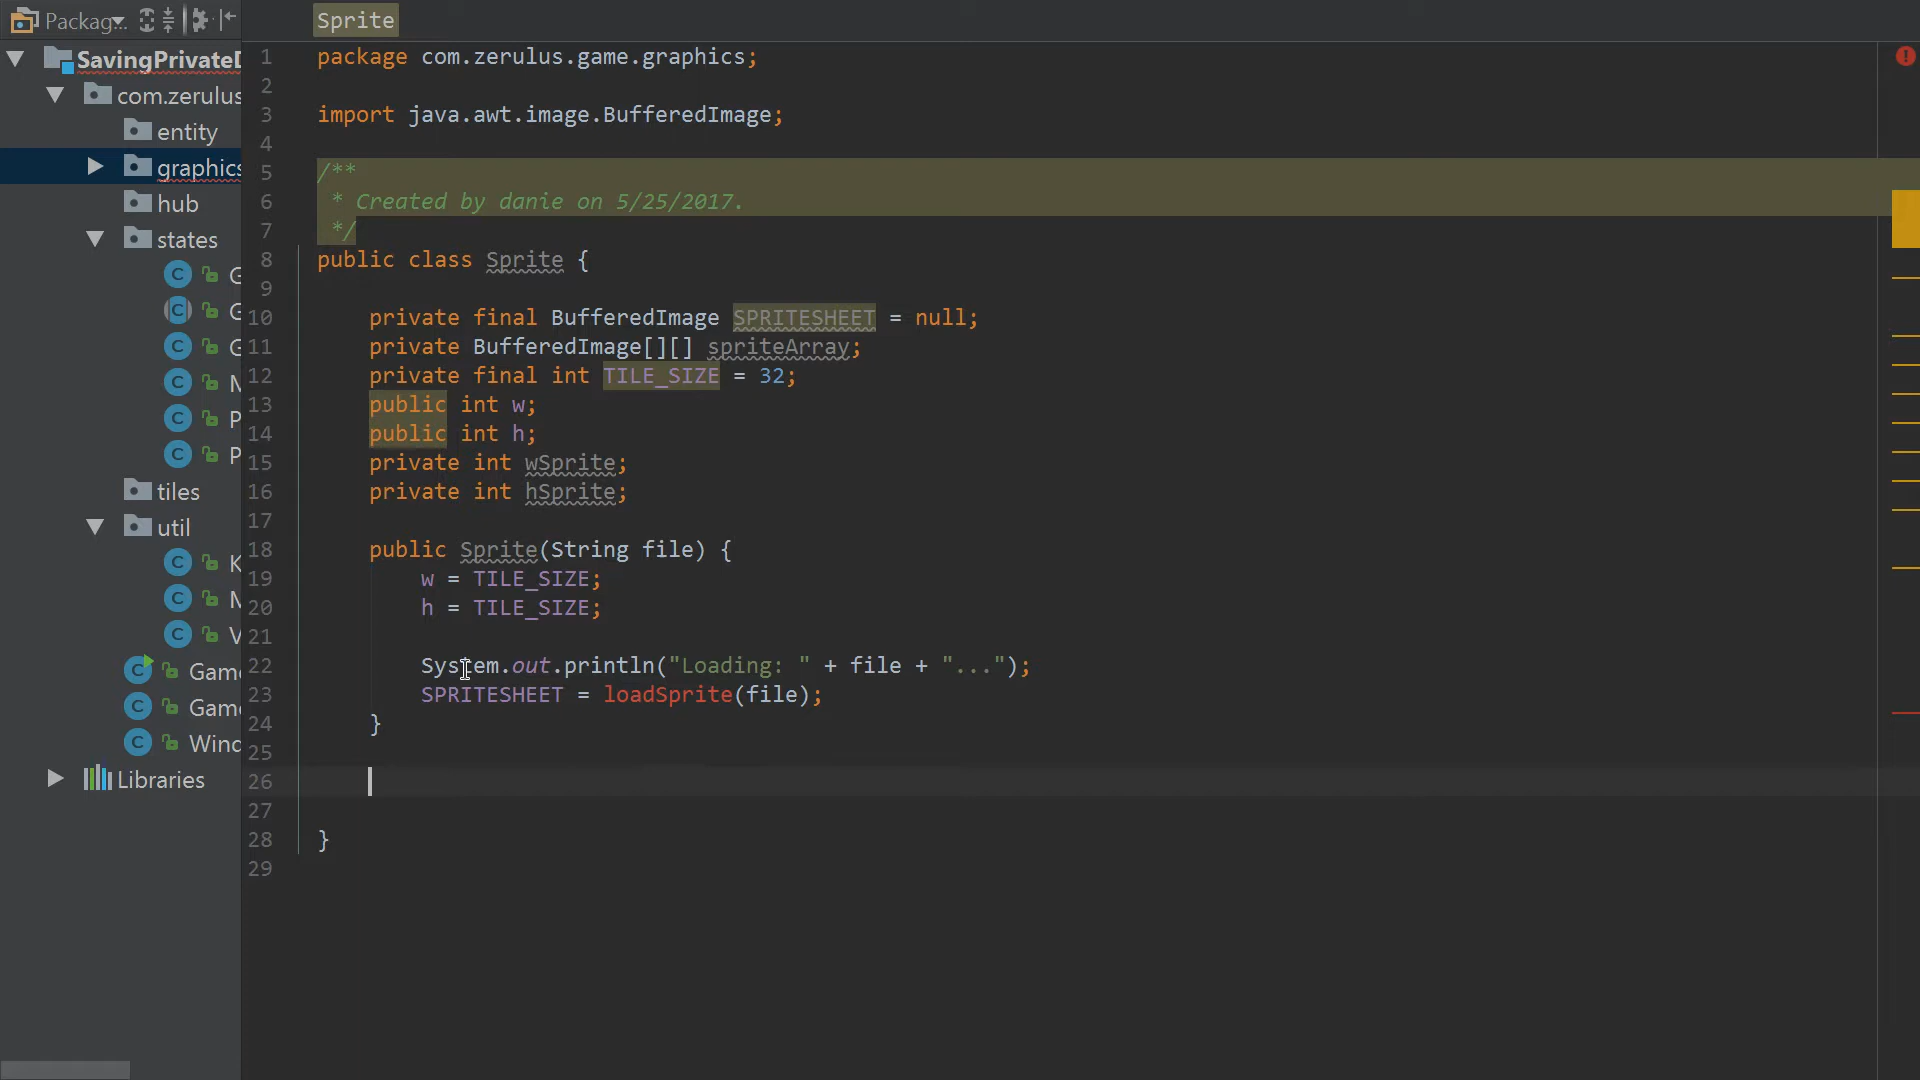 Packag...
SavingPrivateD
com.zerulus
entity
graphics
hub
states
G
G
G
M
P
P
tiles
util
K
M
V
Game
Game
Wind
Libraries
Sprite
1 package com.zerulus.game.graphics;
2
3 import java.awt.image.BufferedImage;
4
5 /**
6 * Created by danie on 5/25/2017.
7 */
8 public class Sprite {
9
10 private final BufferedImage SPRITESHEET = null;
11 private BufferedImage[][] spriteArray;
12 private final int TILE_SIZE = 32;
13 public int w;
14 public int h;
15 private int wSprite;
16 private int hSprite;
17
18 public Sprite(String file) {
19 w = TILE_SIZE;
20 h = TILE_SIZE;
21
22 System.out.println("Loading: " + file + "...");
23 SPRITESHEET = loadSprite(file);
24 }
25
26
27
28 }
29